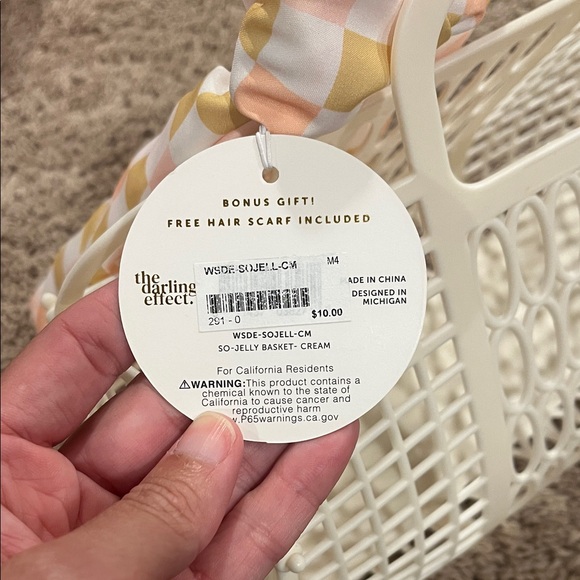 BONUS GIFT!
FREE HAIR SCARF INCLUDED
the
darling
effect.
WSDE-SOJELL-CM M4
291 - 0 $10.00
MADE IN CHINA
DESIGNED IN
MICHIGAN
WSDE-SOJELL-CM
SO-JELLY BASKET- CREAM
For California Residents
⚠WARNING:This product contains a
chemical known to the state of
California to cause cancer and
reproductive harm
w.P65warnings.ca.gov